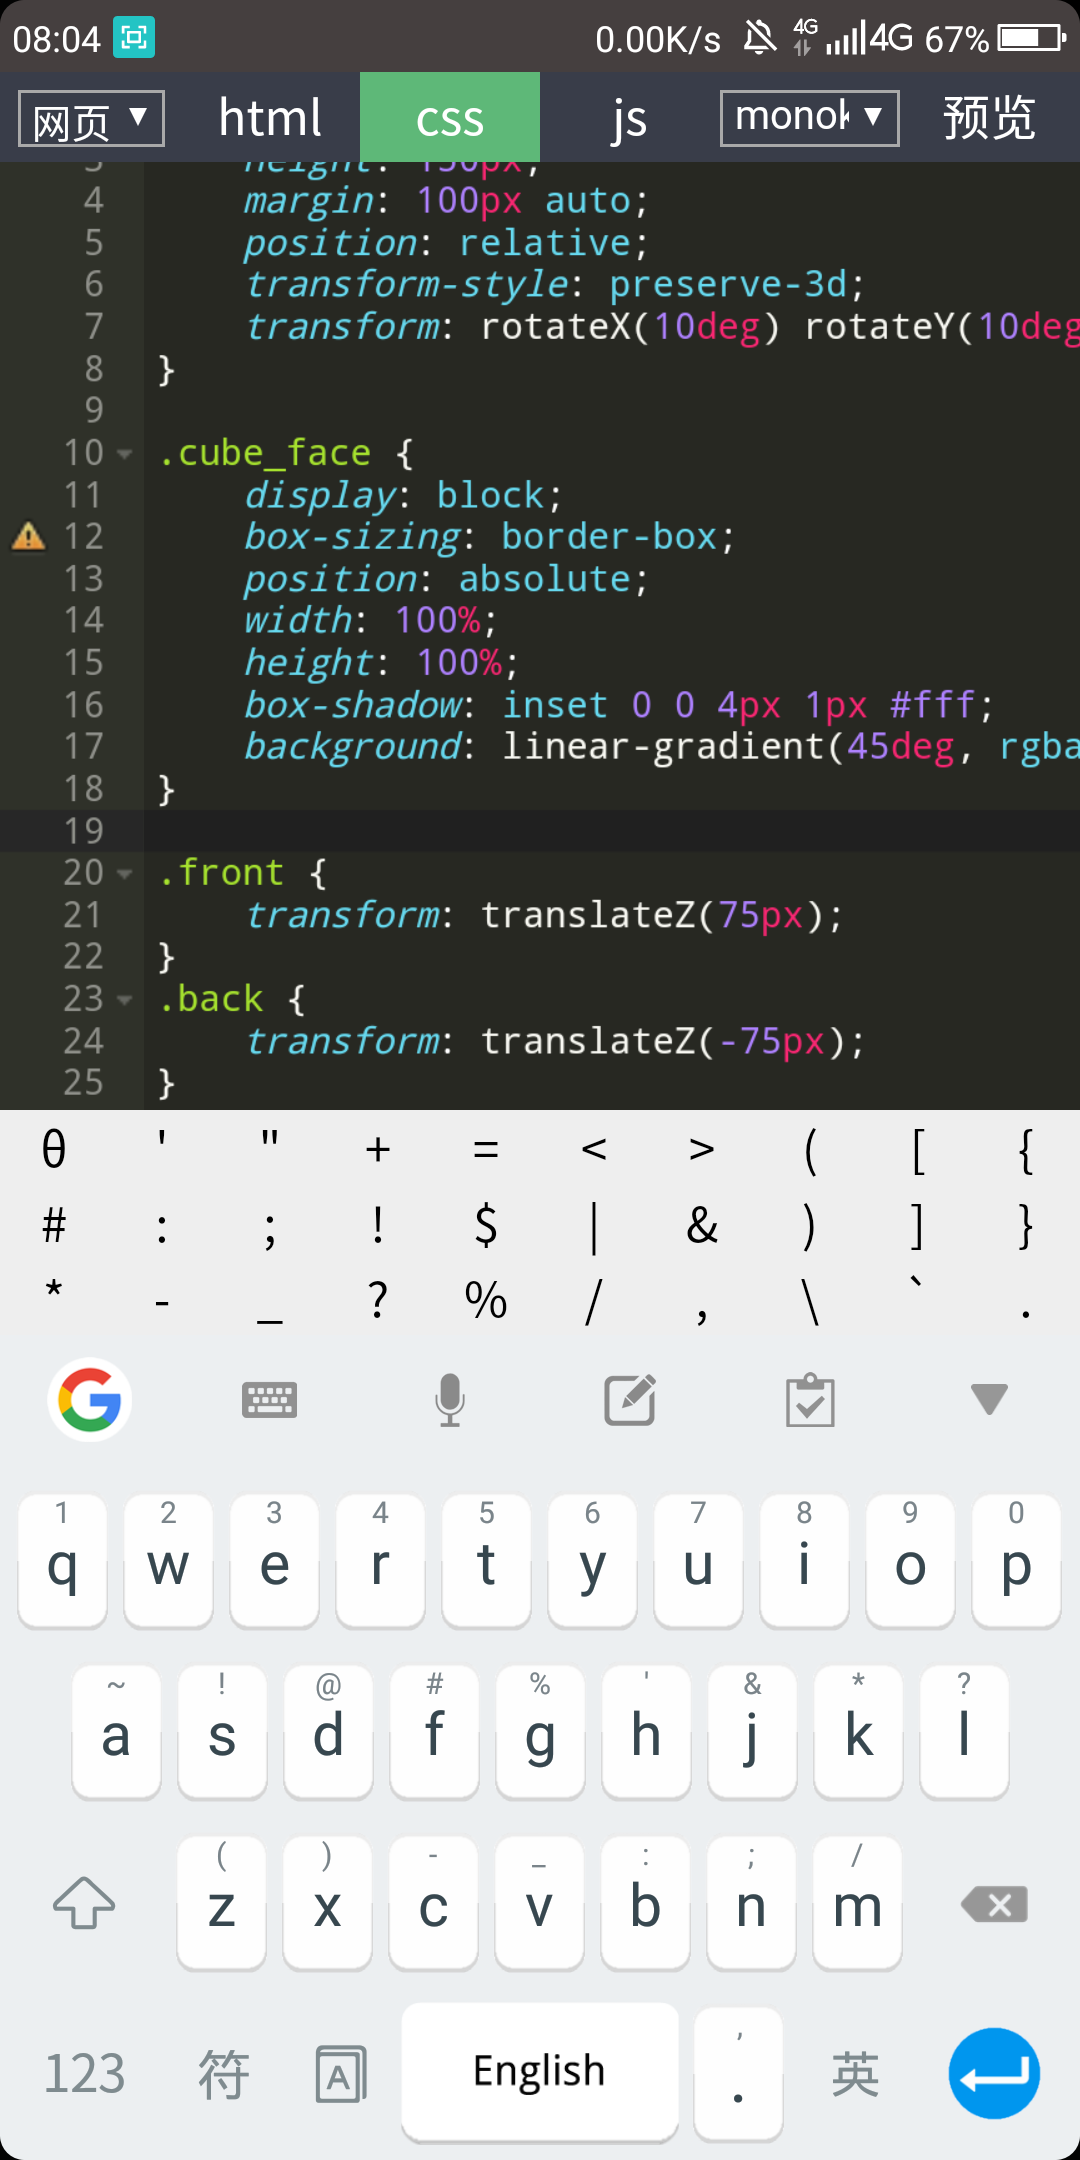 08:04 0.00K/s 4G 4G 67%
网页 ▼ html css js monok ▼ 预览
3 height: 150px;
4 margin: 100px auto;
5 position: relative;
6 transform-style: preserve-3d;
7 transform: rotateX(10deg) rotateY(10deg
8 }
9
10 .cube_face {
11 display: block;
12 box-sizing: border-box;
13 position: absolute;
14 width: 100%;
15 height: 100%;
16 box-shadow: inset 0 0 4px 1px #fff;
17 background: linear-gradient(45deg, rgba
18 }
19
20 .front {
21 transform: translateZ(75px);
22 }
23 .back {
24 transform: translateZ(-75px);
25 }
θ ' " + = < > ( [ {
# : ; ! $ | & ) ] }
* - _ ? % / , \ ` .
G
1 2 3 4 5 6 7 8 9 0
q w e r t y u i o p
~ ! @ # % ' & * ?
a s d f g h j k l
( ) - _ : ; /
z x c v b n m
123 符 A English , . 英